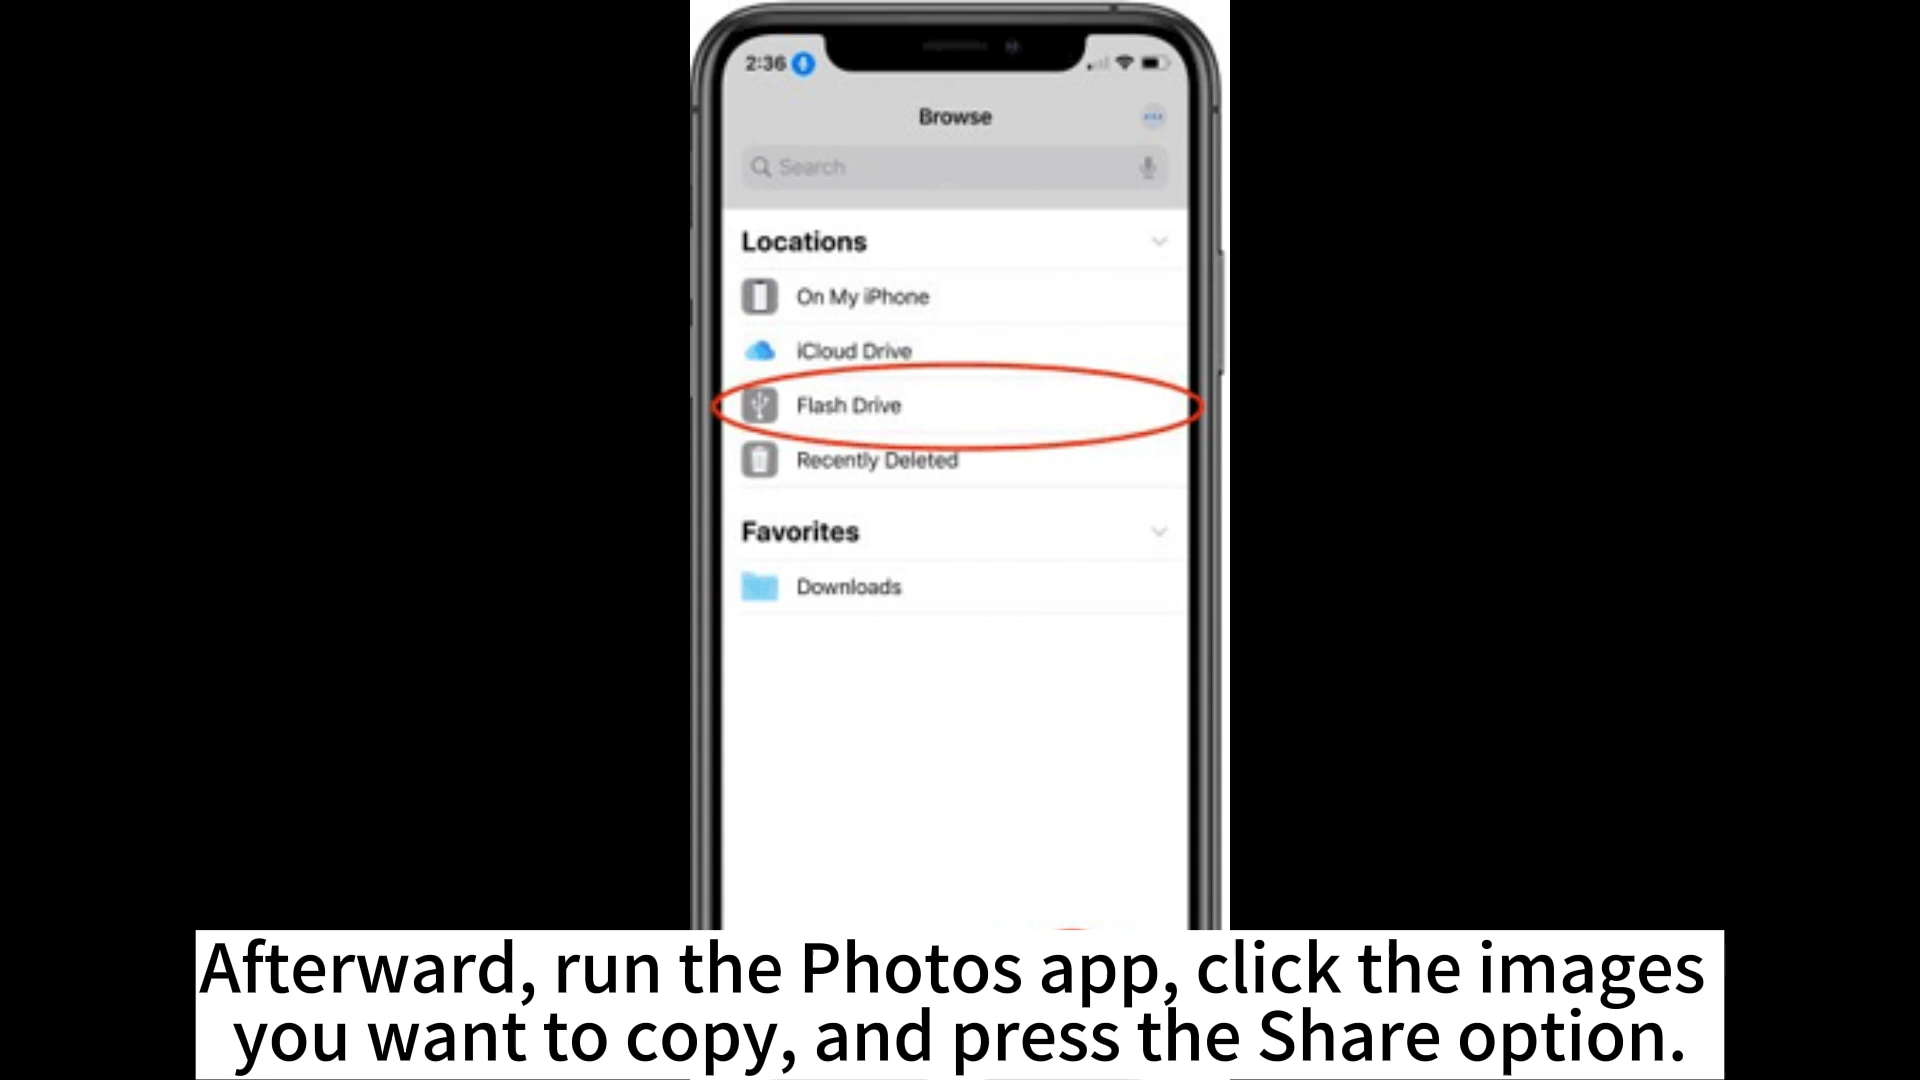 2:36
Browse
Search
Locations
On My iPhone
iCloud Drive
Flash Drive
Recently Deleted
Favorites
Downloads
Afterward, run the Photos app, click the images
you want to copy, and press the Share option.